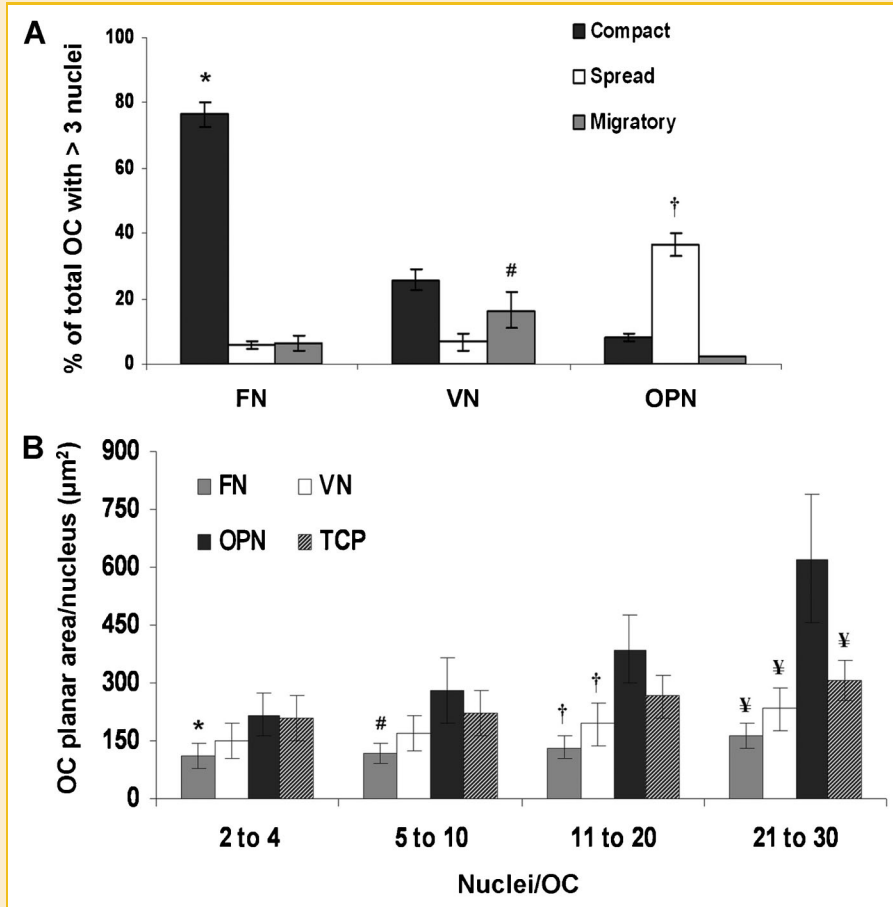 A
% of total OC with > 3 nuclei
100
80
60
40
20
0
*
#
†
Compact
Spread
Migratory
FN
VN
OPN
B
OC planar area/nucleus (µm²)
900
750
600
450
300
150
0
FN
VN
OPN
TCP
*
#
†
†
¥
¥
¥
2 to 4
5 to 10
11 to 20
21 to 30
Nuclei/OC